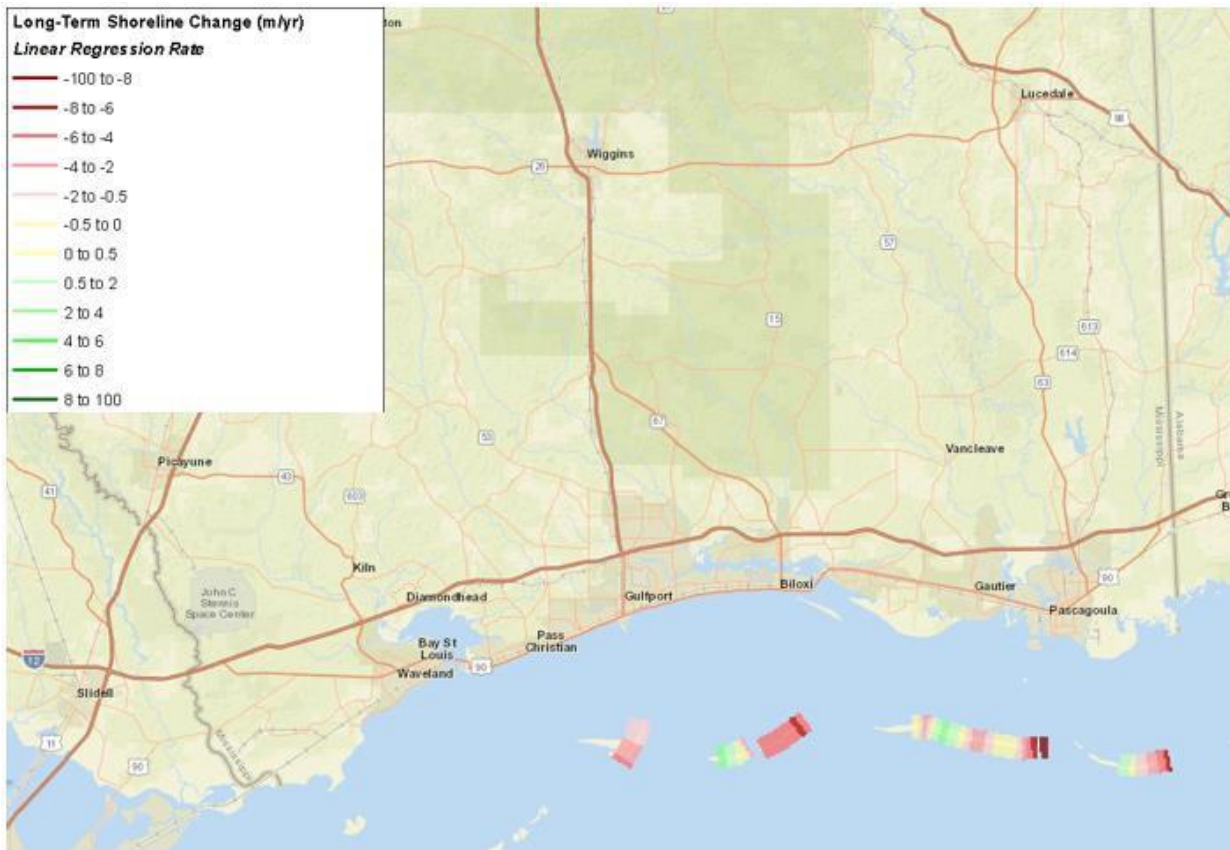 Long-Term Shoreline Change (m/yr)
Linear Regression Rate
-100 to -8
-8 to -6
-6 to -4
-4 to -2
-2 to -0.5
-0.5 to 0
0 to 0.5
0.5 to 2
2 to 4
4 to 6
6 to 8
8 to 100
ton
Lucedale
98
Wiggins
26
57
15
613
614
63
67
53
Mississippi
Alabama
Vancleave
Picayune
43
41
603
Gr
B
Kiln
John C
Stennis
Space Center
Diamondhead
Gulfport
Biloxi
Gautier
90
Pascagoula
Bay St
Louis
Pass
Christian
90
Waveland
12
Slidell
11
90
Mississippi